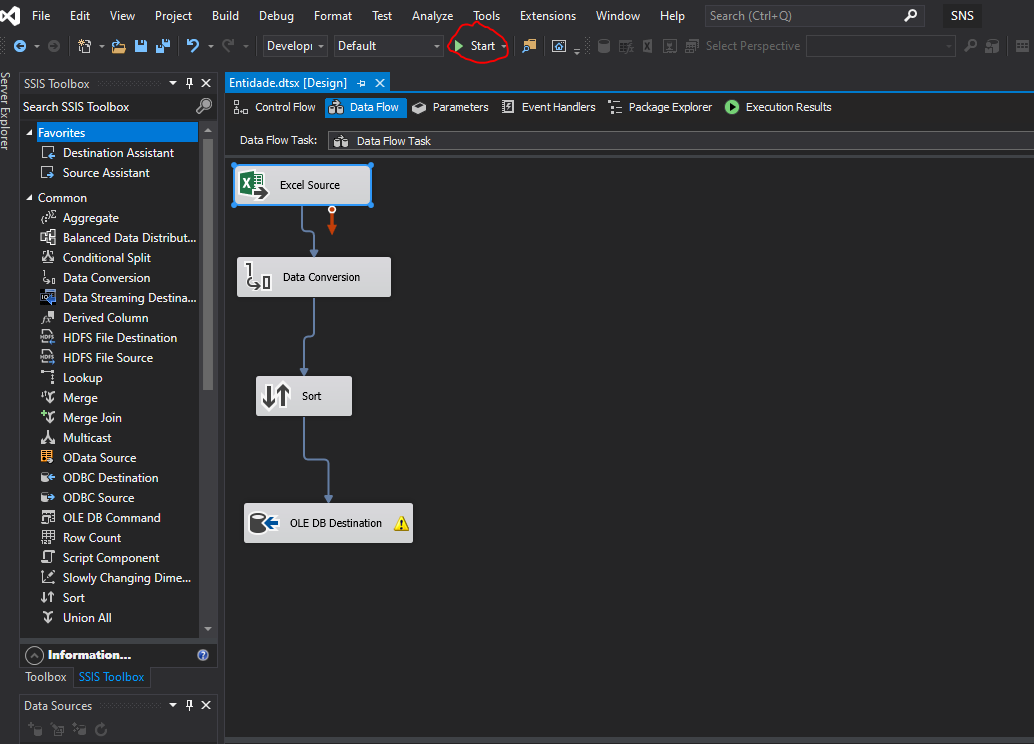 File Edit View Project Build Debug Format Test Analyze Tools Extensions Window Help Search (Ctrl+Q) SNS
Developi Default Start Select Perspective
Server Explorer
SSIS Toolbox
Search SSIS Toolbox
Favorites
Destination Assistant
Source Assistant
Common
Aggregate
Balanced Data Distribut...
Conditional Split
Data Conversion
Data Streaming Destina...
Derived Column
HDFS File Destination
HDFS File Source
Lookup
Merge
Merge Join
Multicast
OData Source
ODBC Destination
ODBC Source
OLE DB Command
Row Count
Script Component
Slowly Changing Dime...
Sort
Union All
Information...
Toolbox SSIS Toolbox
Data Sources
Entidade.dtsx [Design]
Control Flow Data Flow Parameters Event Handlers Package Explorer Execution Results
Data Flow Task: Data Flow Task
Excel Source
Data Conversion
Sort
OLE DB Destination